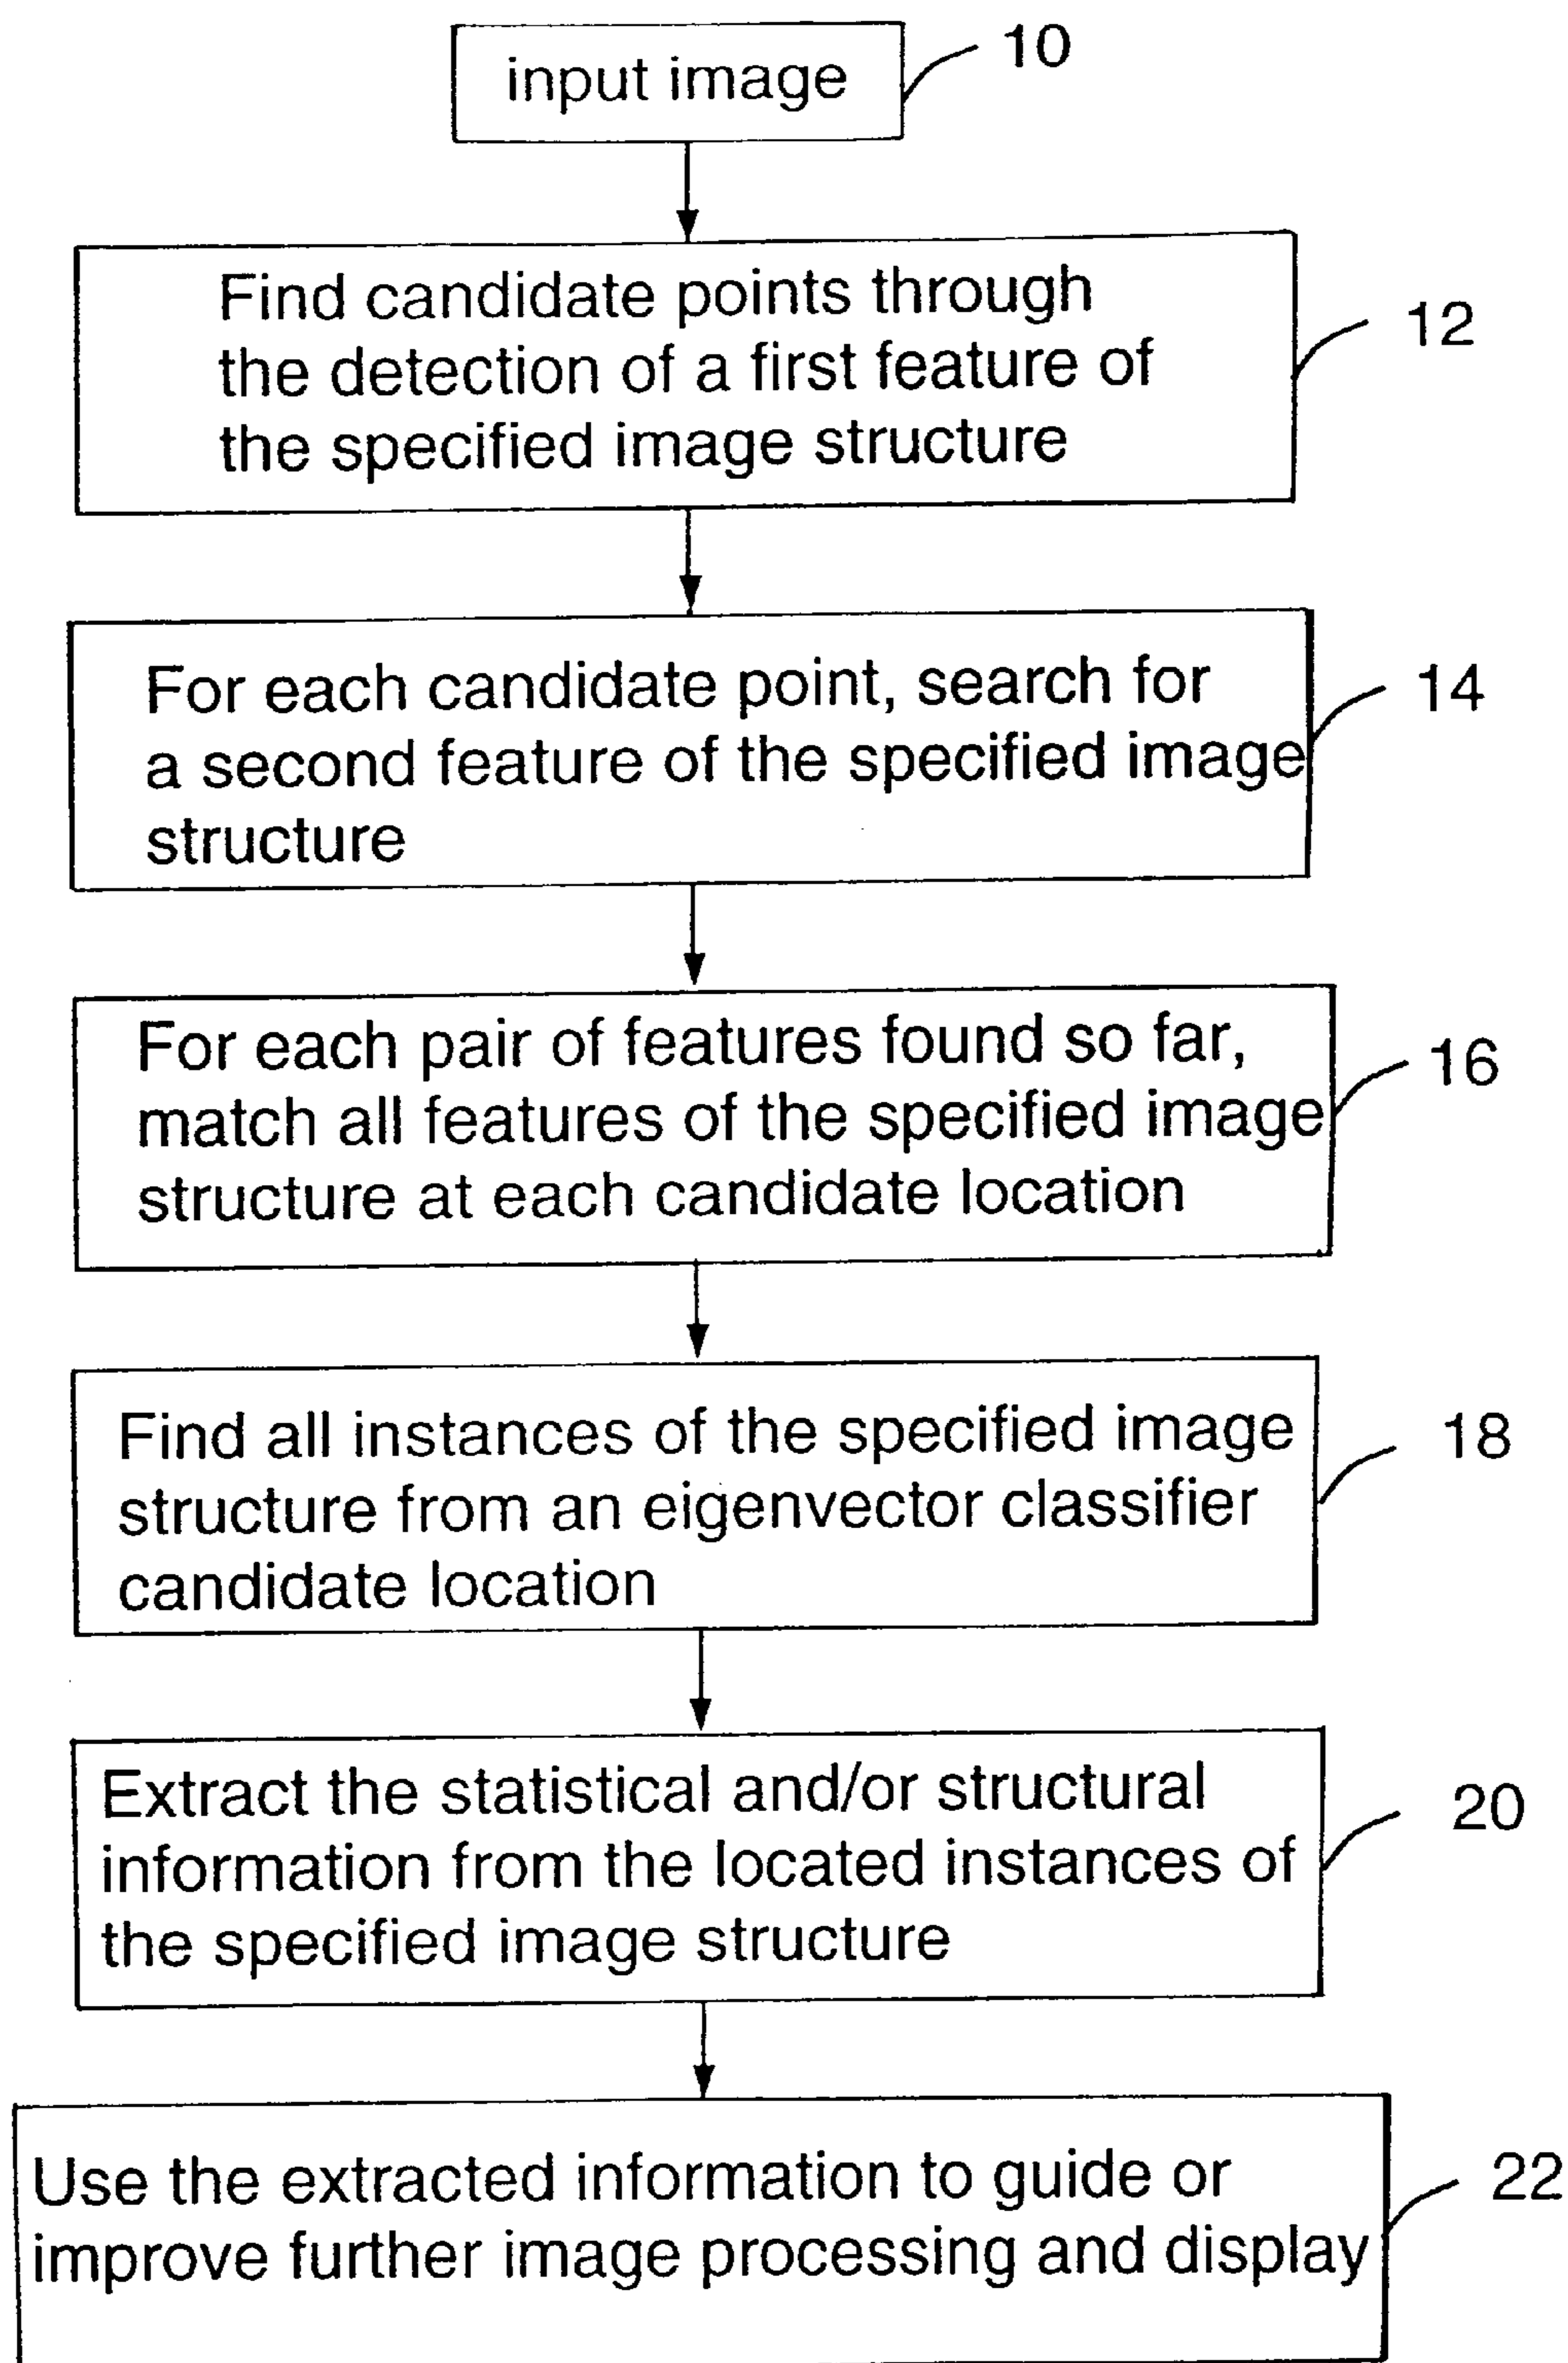 input image
10
Find candidate points through
the detection of a first feature of
the specified image structure
12
For each candidate point, search for
a second feature of the specified image
structure
14
For each pair of features found so far,
match all features of the specified image
structure at each candidate location
16
Find all instances of the specified image
structure from an eigenvector classifier
candidate location
18
Extract the statistical and/or structural
information from the located instances of
the specified image structure
20
Use the extracted information to guide or
improve further image processing and display
22